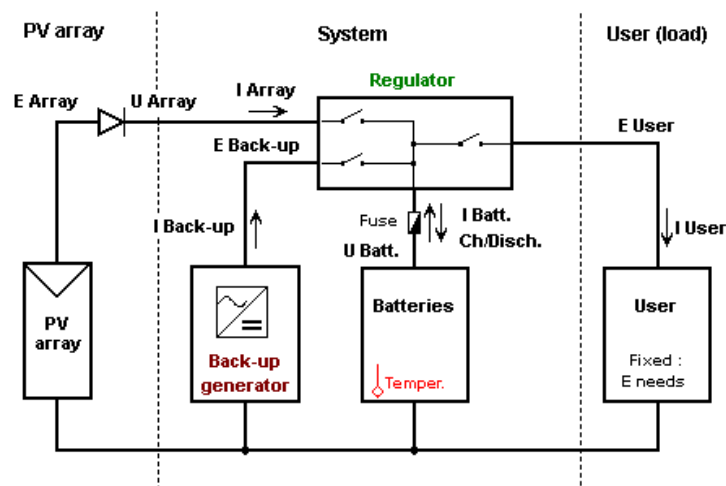 PV array
System
User (load)
Regulator
E Array
U Array
I Array
E Back-up
E User
I Back-up
Fuse
I Batt.
Ch/Disch.
U Batt.
I User
PV
array
Back-up
generator
Batteries
Temper.
User
Fixed :
E needs